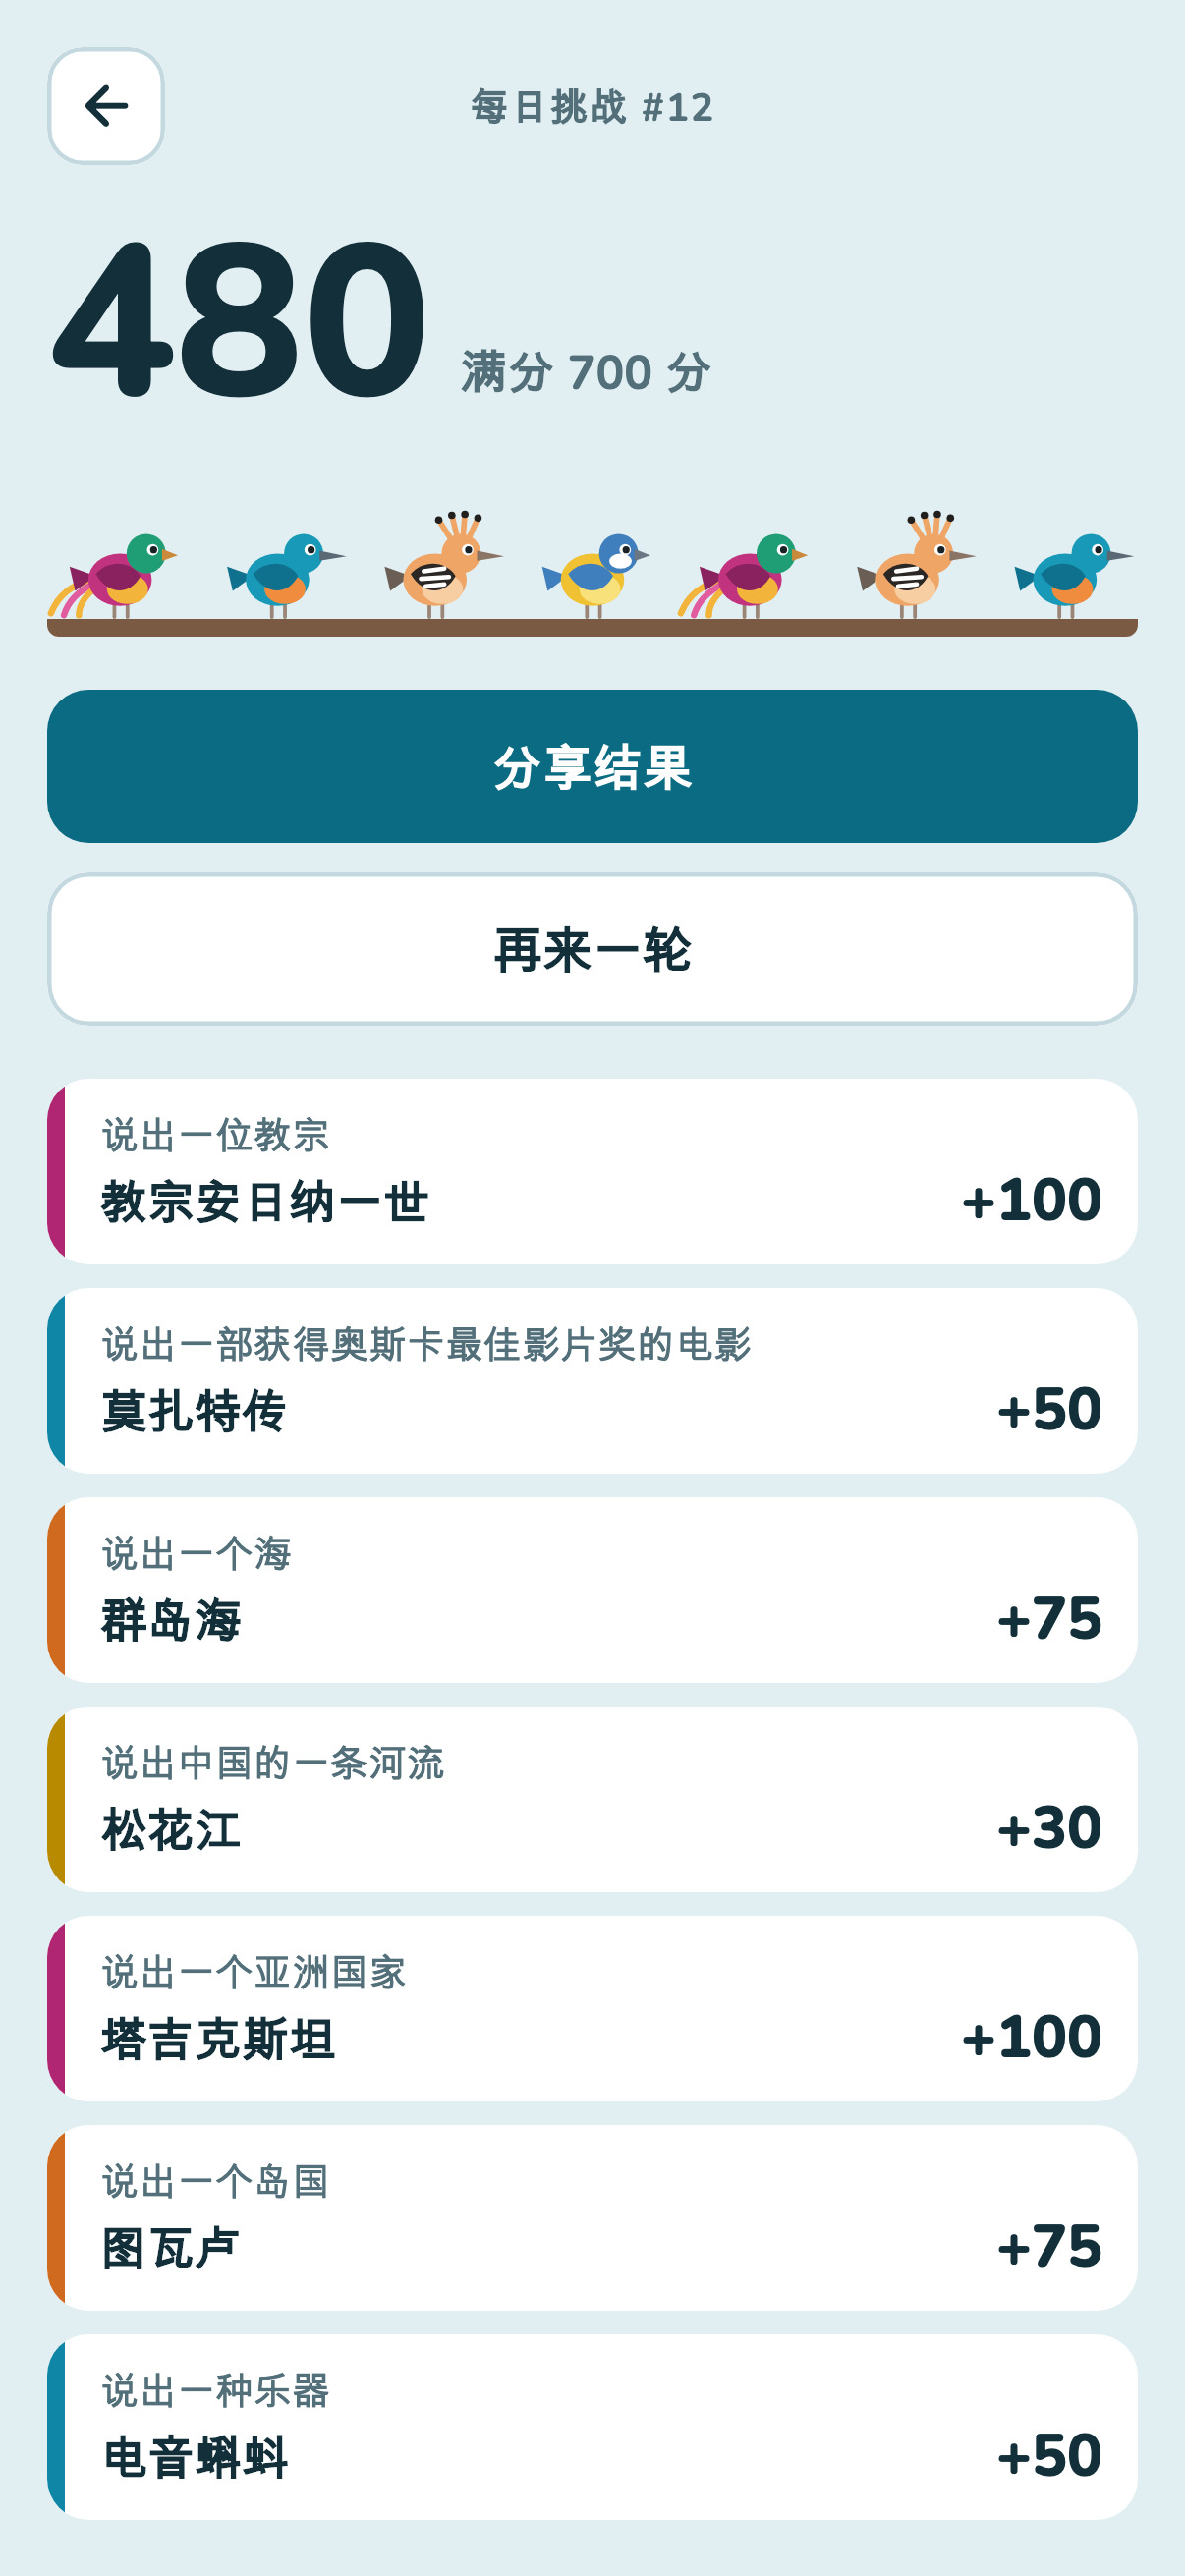 每日挑战 #12
480 满分 700 分
分享结果
再来一轮
说出一位教宗
教宗安日纳一世
+100
说出一部获得奥斯卡最佳影片奖的电影
莫扎特传
+50
说出一个海
群岛海
+75
说出中国的一条河流
松花江
+30
说出一个亚洲国家
塔吉克斯坦
+100
说出一个岛国
图瓦卢
+75
说出一种乐器
电音蝌蚪
+50